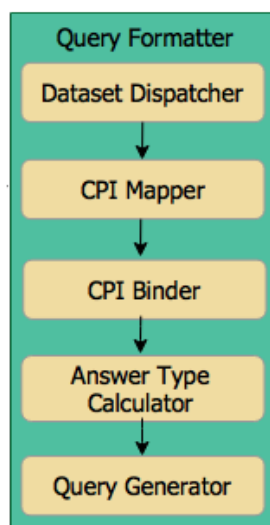 Query Formatter
Dataset Dispatcher
CPI Mapper
CPI Binder
Answer Type
Calculator
Query Generator